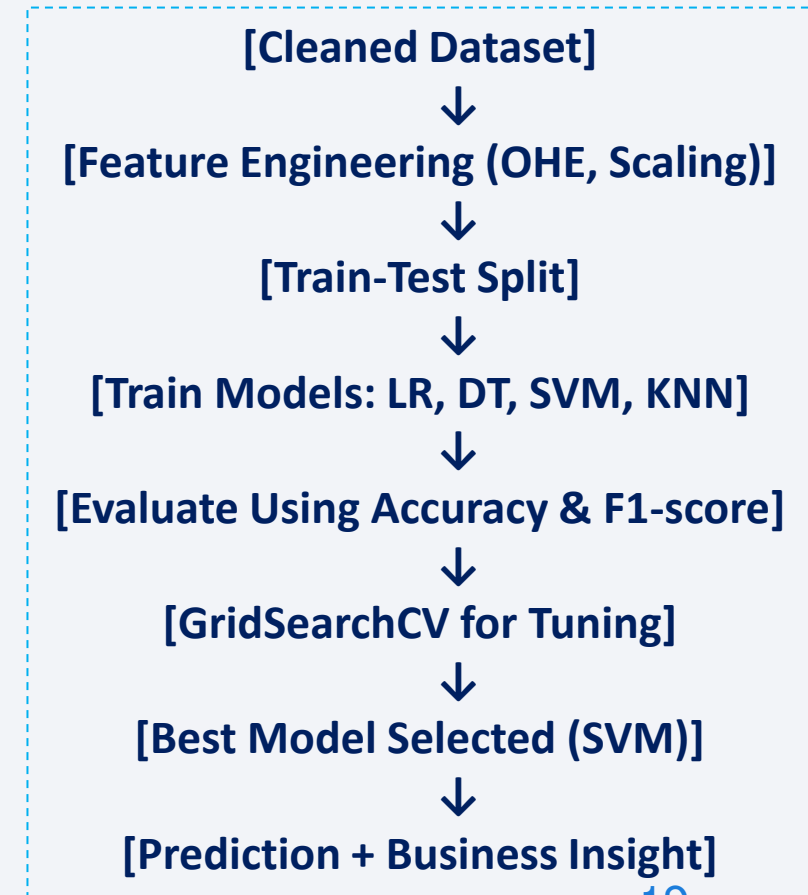 [Cleaned Dataset]
↓
[Feature Engineering (OHE, Scaling)]
↓
[Train-Test Split]
↓
[Train Models: LR, DT, SVM, KNN]
↓
[Evaluate Using Accuracy & F1-score]
↓
[GridSearchCV for Tuning]
↓
[Best Model Selected (SVM)]
↓
[Prediction + Business Insight]